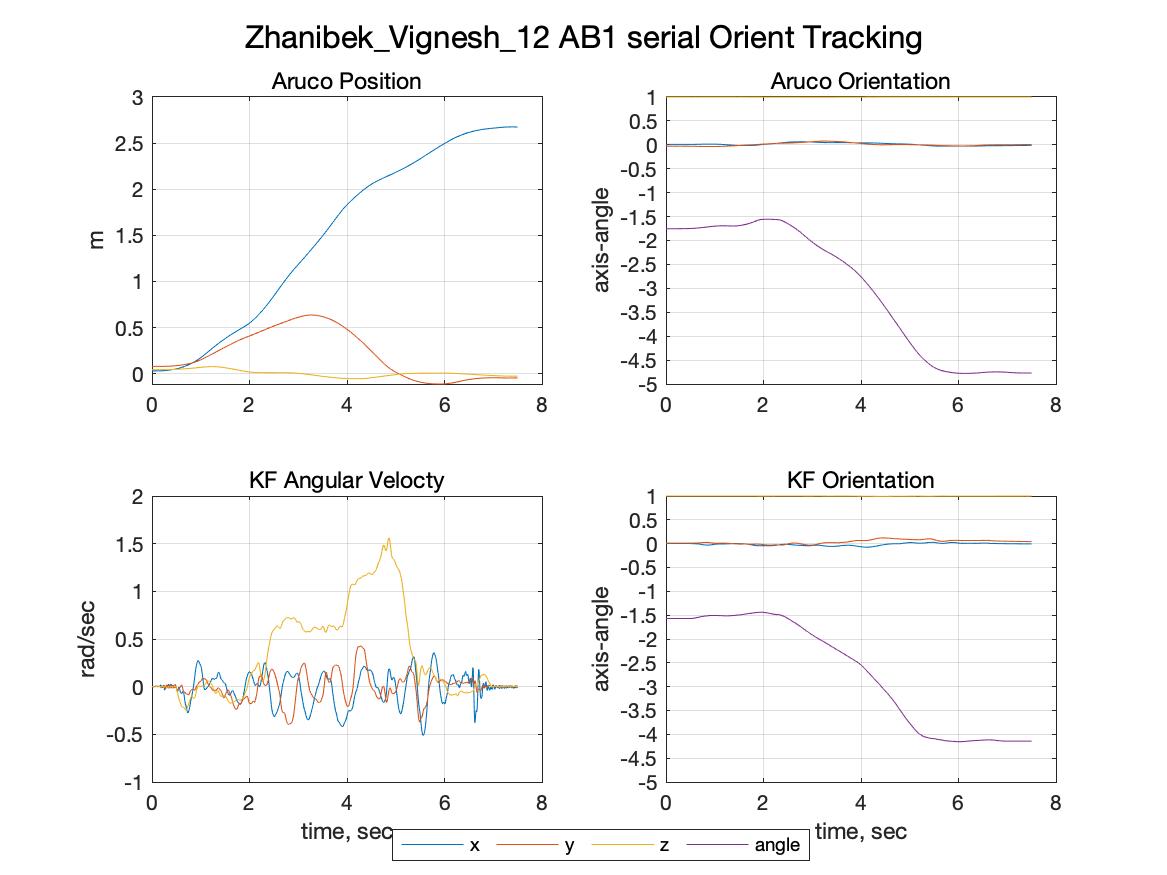 Zhanibek_Vignesh_12 AB1 serial Orient Tracking
Aruco Position
3
2.5
2
1.5
1
0.5
0
m
0 2 4 6 8
Aruco Orientation
1
0.5
0
-0.5
-1
-1.5
-2
-2.5
-3
-3.5
-4
-4.5
-5
axis-angle
0 2 4 6 8
KF Angular Velocty
2
1.5
1
0.5
0
-0.5
-1
rad/sec
0 2 4 6 8
time, sec
KF Orientation
1
0.5
0
-0.5
-1
-1.5
-2
-2.5
-3
-3.5
-4
-4.5
-5
axis-angle
0 2 4 6 8
time, sec
x y z angle